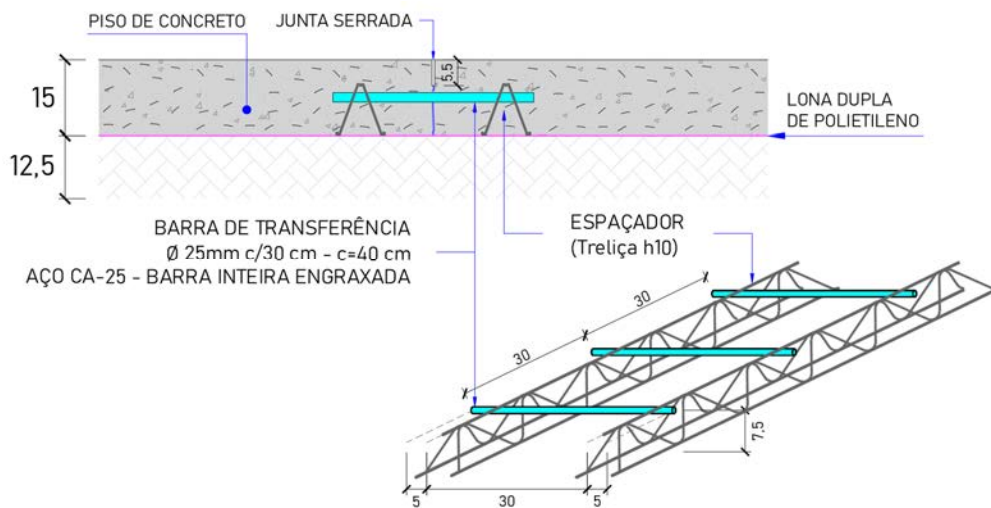 PISO DE CONCRETO
JUNTA SERRADA
5,5
15
12,5
LONA DUPLA
DE POLIETILENO
BARRA DE TRANSFERÊNCIA
Ø 25mm c/30 cm - c=40 cm
AÇO CA-25 - BARRA INTEIRA ENGRAXADA
ESPAÇADOR
(Treliça h10)
30
30
7,5
5
30
5